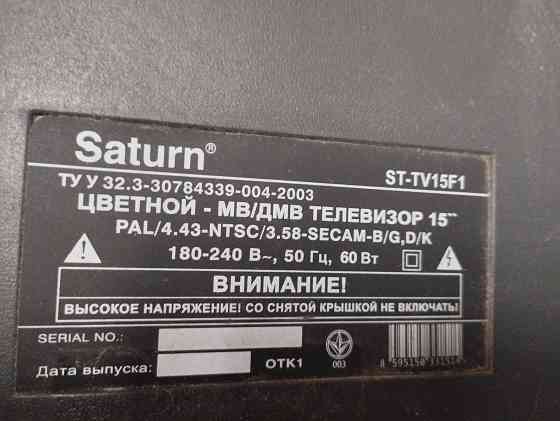 Saturn®
ST-TV15F1
ТУ У 32.3-30784339-004-2003
ЦВЕТНОЙ - МВ/ДМВ ТЕЛЕВИЗОР 15"
PAL/4.43-NTSC/3.58-SECAM-B/G,D/K
180-240 В~, 50 Гц, 60 Вт
ВНИМАНИЕ!
ВЫСОКОЕ НАПРЯЖЕНИЕ! СО СНЯТОЙ КРЫШКОЙ НЕ ВКЛЮЧАТЬ!
SERIAL NO.:
Дата выпуска:
ОТК1
003